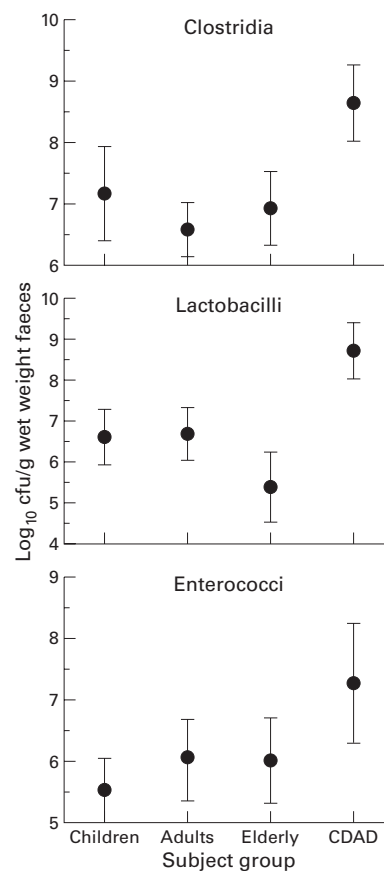 Clostridia
10
9
8
7
6
Lactobacilli
10
9
8
7
6
5
4
Log₁₀ cfu/g wet weight faeces
Enterococci
9
8
7
6
5
Children Adults Elderly CDAD
Subject group